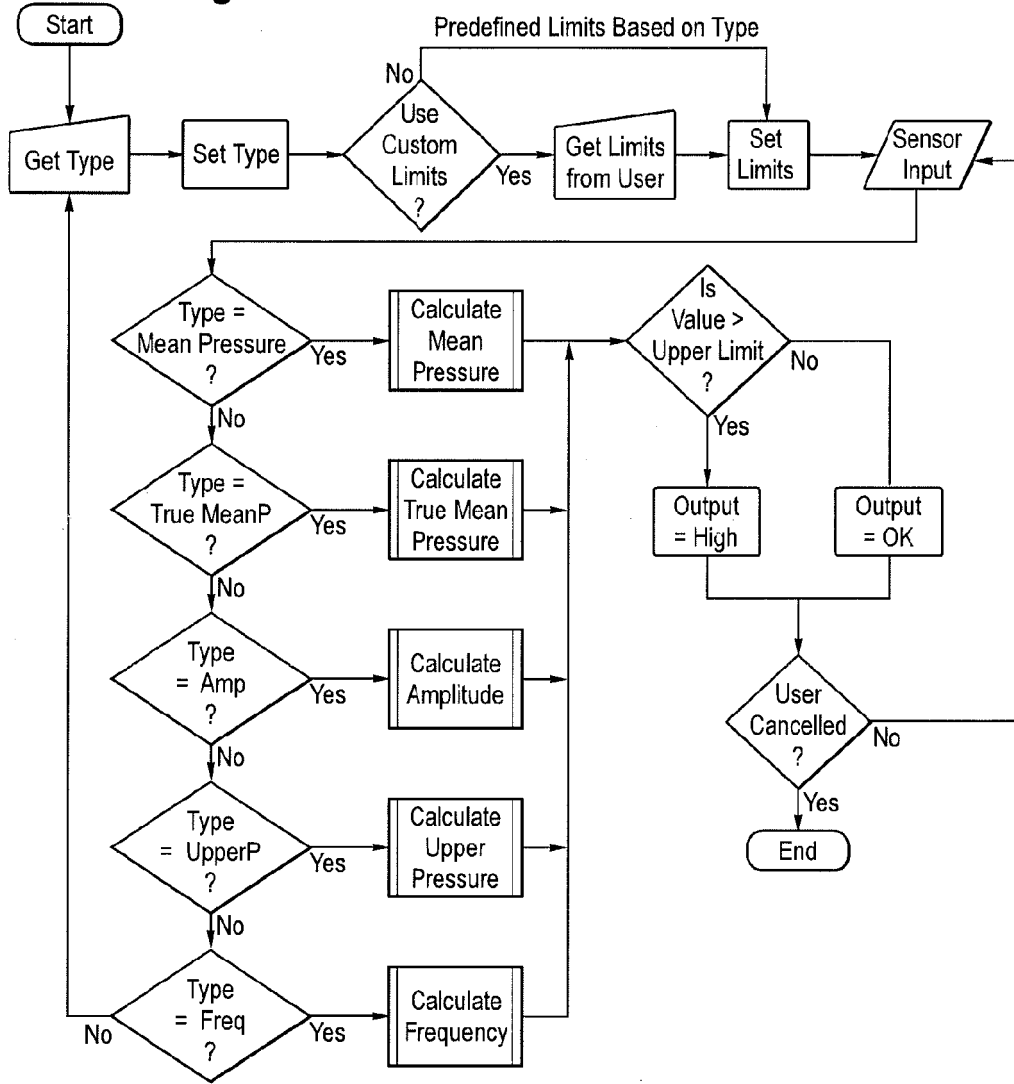 Start
Predefined Limits Based on Type
No
Get Type
Set Type
Use
Custom
Limits
?
Yes
Get Limits
from User
Set
Limits
Sensor
Input
Type =
Mean Pressure
?
Yes
Calculate
Mean
Pressure
Is
Value >
Upper Limit
?
No
Yes
No
Type =
True MeanP
?
Yes
Calculate
True Mean
Pressure
Output
= High
Output
= OK
No
Type
= Amp
?
Yes
Calculate
Amplitude
User
Cancelled
?
No
Yes
End
No
Type
= UpperP
?
Yes
Calculate
Upper
Pressure
No
Type
= Freq
?
No
Yes
Calculate
Frequency